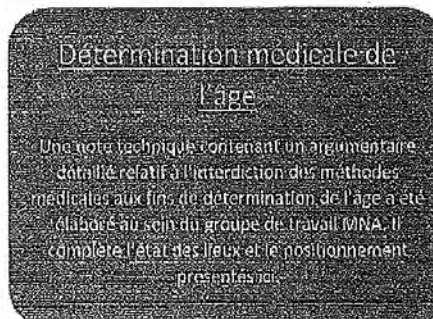 Détermination médicale de
l'âge
Une note technique contenant un argumentaire
détaillé relatif à l'interdiction des méthodes
médicales aux fins de détermination de l'âge a été
élaboré au sein du groupe de travail MNA. Il
complète l'état des lieux et le positionnement
présentés ici.